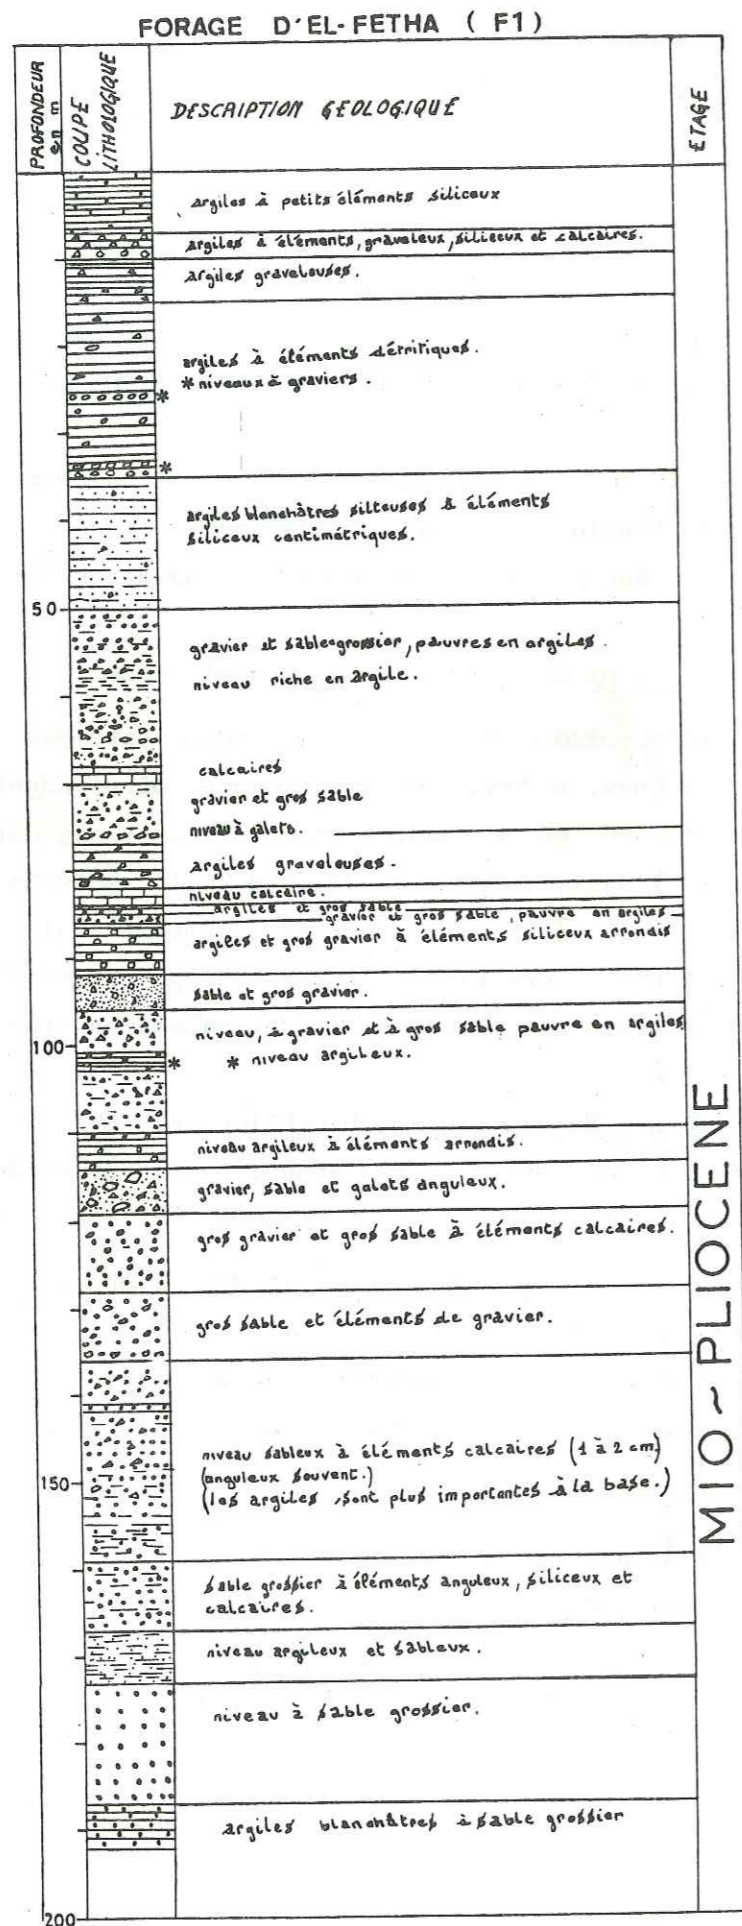 FORAGE D'EL-FETHA ( F1 )
PROFONDEUR
en m
COUPE
LITHOLOGIQUE
DESCRIPTION GEOLOGIQUE
ETAGE
argiles à petits éléments siliceux
argiles à éléments, graveleux, siliceux et calcaires.
argiles graveleuses.
argiles à éléments détritiques.
* niveaux à graviers.
*
*
argiles blanchâtres silteuses à éléments
siliceux centimétriques.
50
gravier et sable grossier, pauvres en argiles.
niveau riche en argile.
calcaires
gravier et gros sable
niveau à galets.
argiles graveleuses.
niveau calcaire.
argiles et gros sable
gravier et gros sable, pauvre en argiles
argiles et gros gravier à éléments siliceux arrondis
sable et gros gravier.
niveau, à gravier et à gros sable pauvre en argiles
100
* * niveau argileux.
niveau argileux à éléments arrondis.
gravier, sable et galets anguleux.
gros gravier et gros sable à éléments calcaires.
gros sable et éléments de gravier.
niveau sableux à éléments calcaires (1 à 2 cm)
(anguleux souvent.)
150
(les argiles sont plus importantes à la base.)
sable grossier à éléments anguleux, siliceux et
calcaires.
niveau argileux et sableux.
niveau à sable grossier.
argiles blanchâtres à sable grossier
200
MIO ~ PLIOCENE